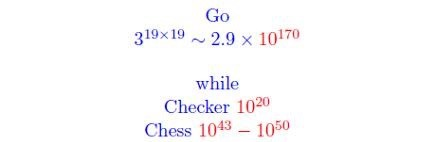 Go
3^{19×19} ∼ 2.9 × 10^{170}
while
Checker 10^{20}
Chess 10^{43} − 10^{50}